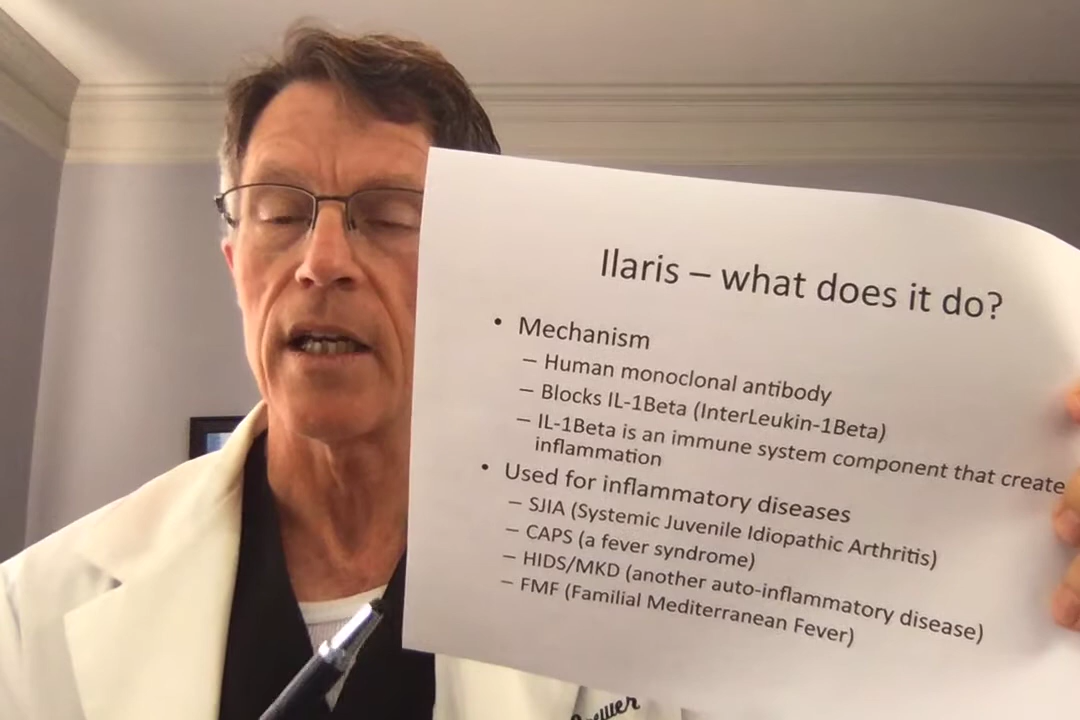 Ilaris – what does it do?
• Mechanism
– Human monoclonal antibody
– Blocks IL-1Beta (InterLeukin-1Beta)
– IL-1Beta is an immune system component that create
inflammation
• Used for inflammatory diseases
– SJIA (Systemic Juvenile Idiopathic Arthritis)
– CAPS (a fever syndrome)
– HIDS/MKD (another auto-inflammatory disease)
– FMF (Familial Mediterranean Fever)